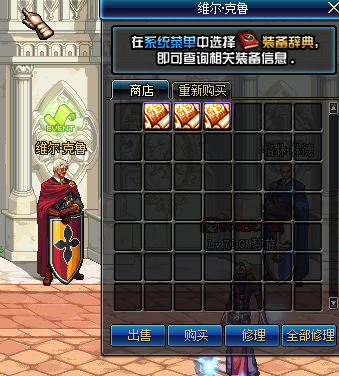 维尔·克鲁
在系统菜单中选择 装备辞典,
即可查询相关装备信息.
商店
重新购买
EVENT
维尔·克鲁
出售
购买
修理
全部修理